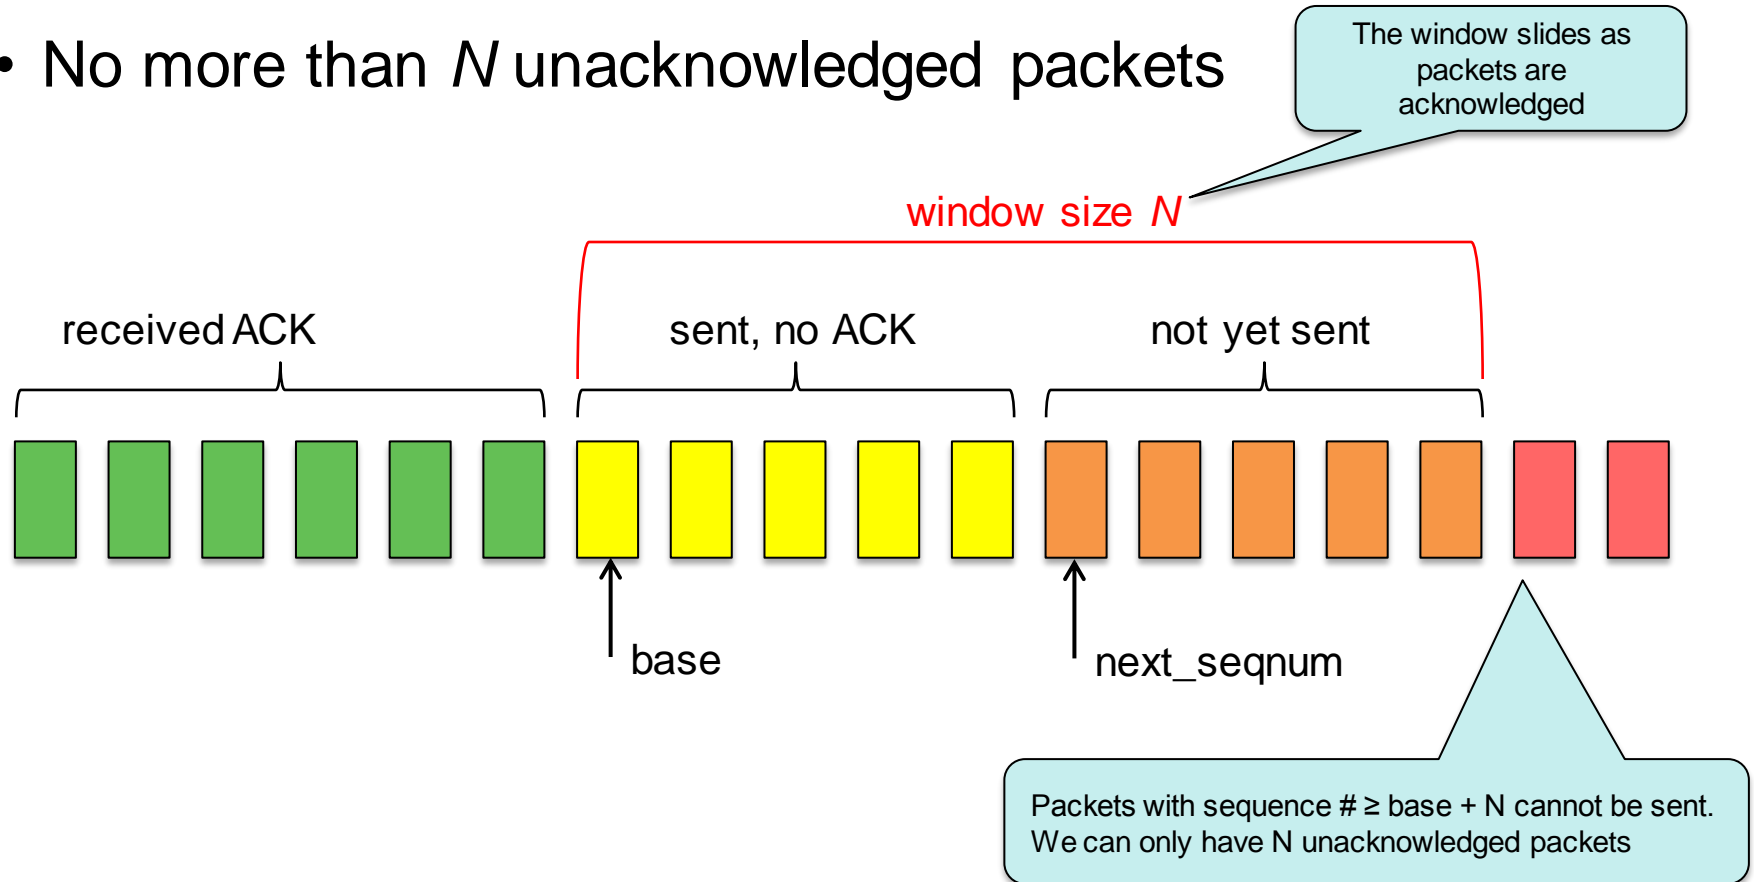 • No more than N unacknowledged packets
The window slides as
packets are
acknowledged
window size N
received ACK
sent, no ACK
not yet sent
base
next_seqnum
Packets with sequence # ≥ base + N cannot be sent.
We can only have N unacknowledged packets